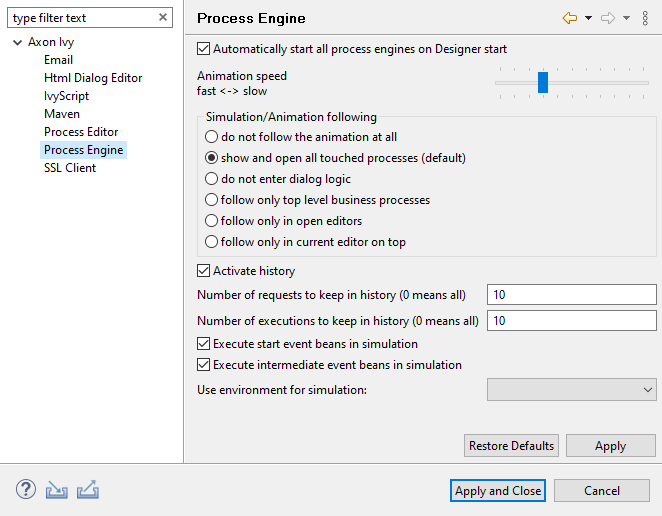 type filter text
Axon Ivy
Email
Html Dialog Editor
IvyScript
Maven
Process Editor
Process Engine
SSL Client
Process Engine
Automatically start all process engines on Designer start
Animation speed
fast <-> slow
Simulation/Animation following
do not follow the animation at all
show and open all touched processes (default)
do not enter dialog logic
follow only top level business processes
follow only in open editors
follow only in current editor on top
Activate history
Number of requests to keep in history (0 means all) 10
Number of executions to keep in history (0 means all) 10
Execute start event beans in simulation
Execute intermediate event beans in simulation
Use environment for simulation:
Restore Defaults Apply
Apply and Close Cancel